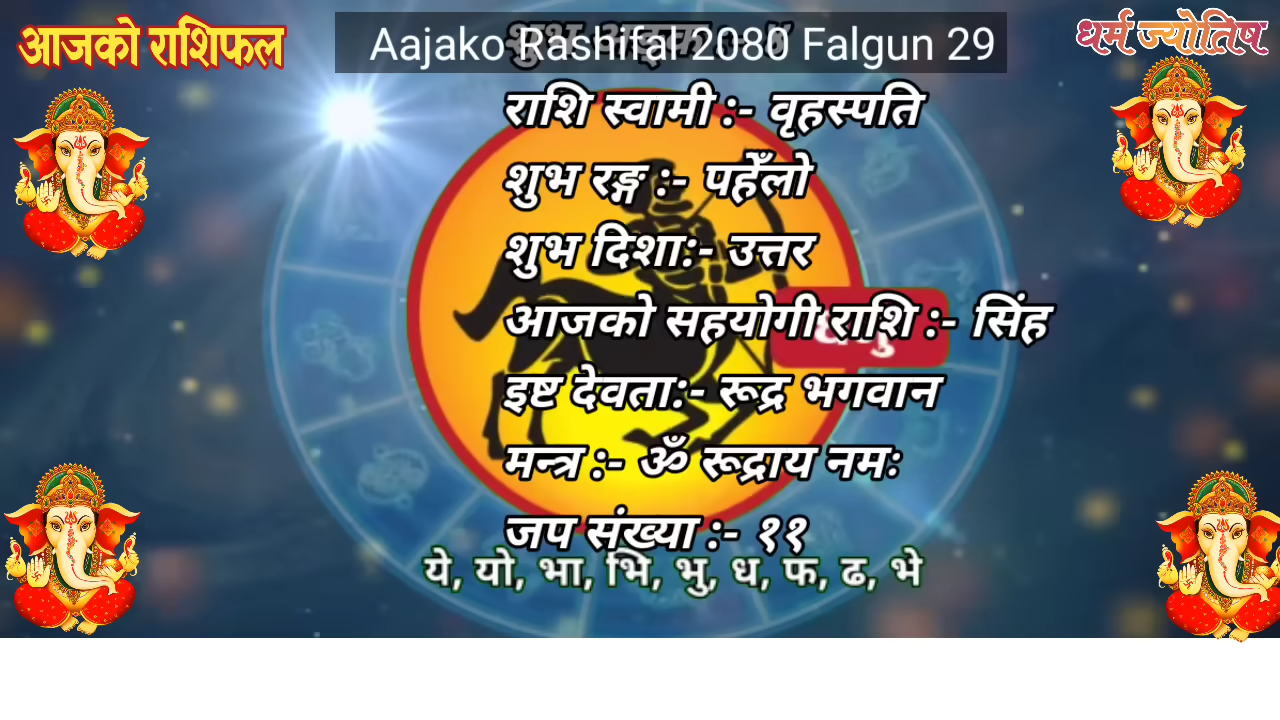 आजको राशिफल
Aajako Rashifal 2080 Falgun 29
धर्म ज्योतिष
राशि स्वामी :- वृहस्पति
शुभ रङ्ग :- पहेँलो
शुभ दिशा:- उत्तर
आजको सहयोगी राशि :- सिंह
इष्ट देवता:- रूद्र भगवान
मन्त्र :- ॐ रूद्राय नमः
जप संख्या :- ११
ये, यो, भा, भि, भु, ध, फ, ढ, भे